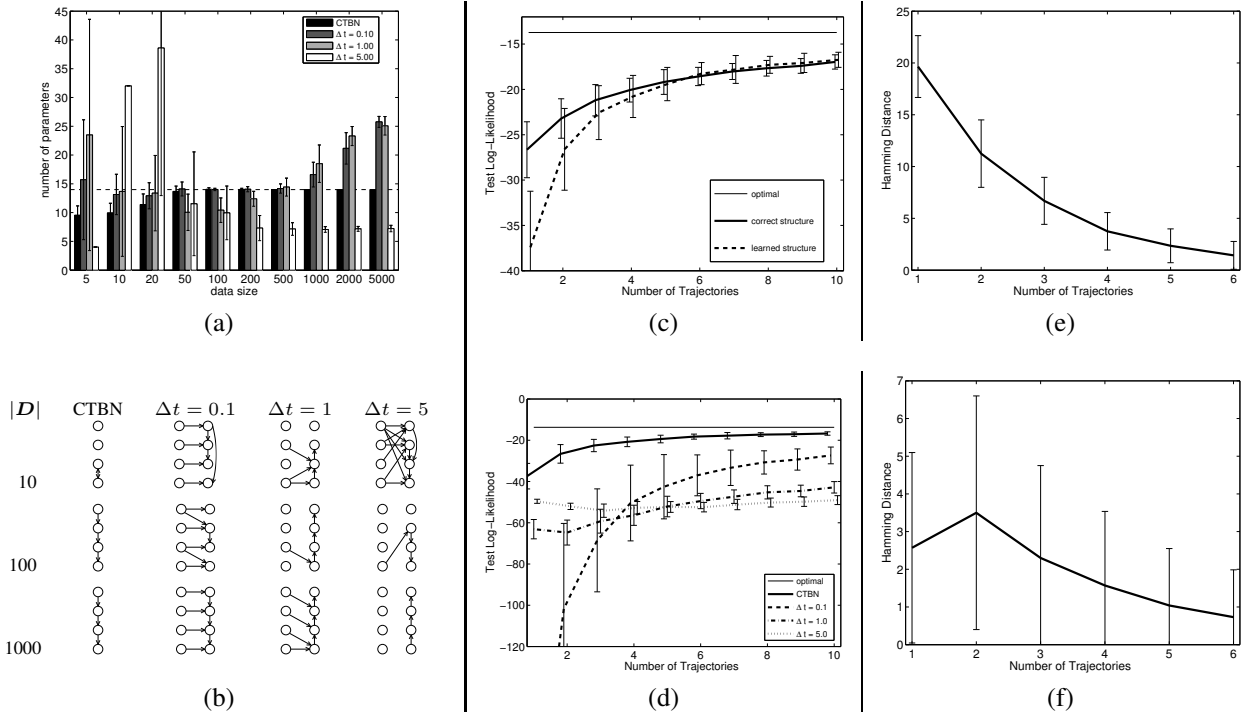 45
40
35
30
25
20
15
10
5
0
number of parameters
CTBN
Δ t = 0.10
Δ t = 1.00
Δ t = 5.00
5 10 20 50 100 200 500 1000 2000 5000
data size
(a)
|D| CTBN Δt = 0.1 Δt = 1 Δt = 5
10
100
1000
(b)
−15
−20
−25
−30
−35
−40
Test Log−Likelihood
optimal
correct structure
learned structure
2 4 6 8 10
Number of Trajectories
(c)
0
−20
−40
−60
−80
−100
−120
Test Log−Likelihood
optimal
CTBN
Δ t = 0.1
Δ t = 1.0
Δ t = 5.0
2 4 6 8 10
Number of Trajectories
(d)
25
20
15
10
5
0
Hamming Distance
1 2 3 4 5 6
Number of Trajectories
(e)
7
6
5
4
3
2
1
0
Hamming Distance
1 2 3 4 5 6
Number of Trajectories
(f)